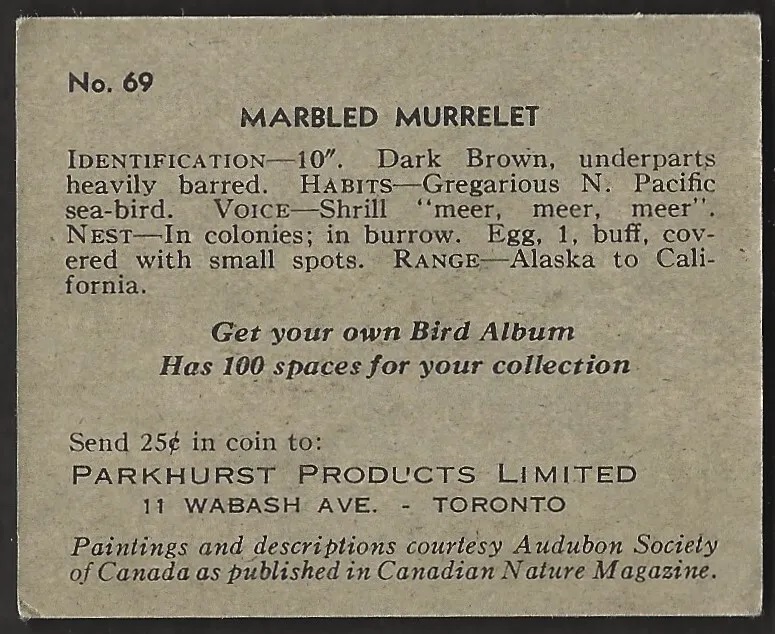 No. 69
MARBLED MURRELET
IDENTIFICATION—10". Dark Brown, underparts
heavily barred. HABITS—Gregarious N. Pacific
sea-bird. VOICE—Shrill "meer, meer, meer".
NEST—In colonies; in burrow. Egg, 1, buff, cov-
ered with small spots. RANGE—Alaska to Cali-
fornia.
Get your own Bird Album
Has 100 spaces for your collection
Send 25¢ in coin to:
PARKHURST PRODUCTS LIMITED
11 WABASH AVE. - TORONTO
Paintings and descriptions courtesy Audubon Society
of Canada as published in Canadian Nature Magazine.